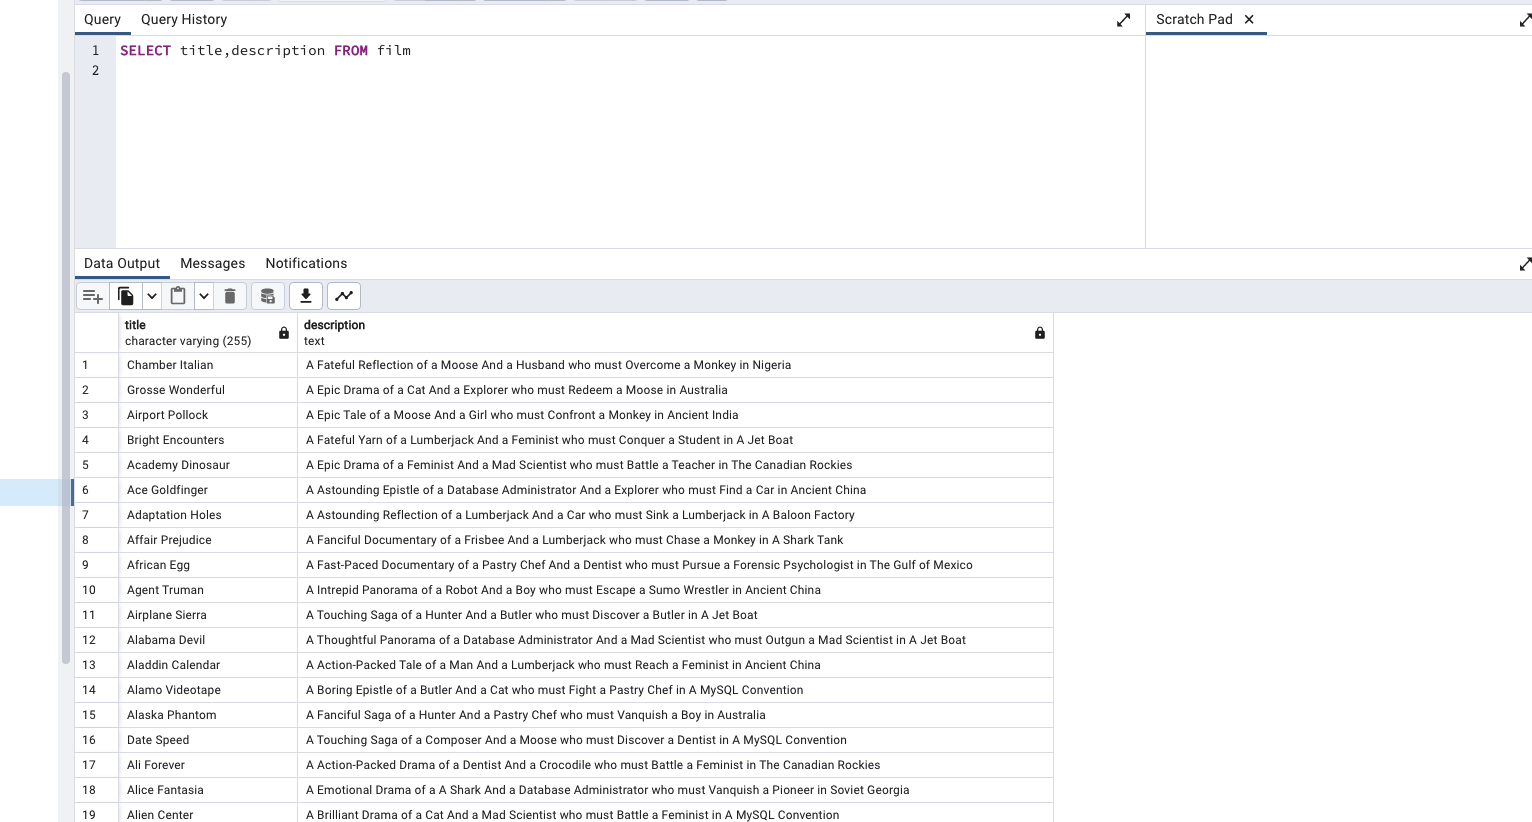 Query Query History Scratch Pad
1 SELECT title,description FROM film
2
Data Output Messages Notifications
title description
character varying (255) text
1 Chamber Italian A Fateful Reflection of a Moose And a Husband who must Overcome a Monkey in Nigeria
2 Grosse Wonderful A Epic Drama of a Cat And a Explorer who must Redeem a Moose in Australia
3 Airport Pollock A Epic Tale of a Moose And a Girl who must Confront a Monkey in Ancient India
4 Bright Encounters A Fateful Yarn of a Lumberjack And a Feminist who must Conquer a Student in A Jet Boat
5 Academy Dinosaur A Epic Drama of a Feminist And a Mad Scientist who must Battle a Teacher in The Canadian Rockies
6 Ace Goldfinger A Astounding Epistle of a Database Administrator And a Explorer who must Find a Car in Ancient China
7 Adaptation Holes A Astounding Reflection of a Lumberjack And a Car who must Sink a Lumberjack in A Baloon Factory
8 Affair Prejudice A Fanciful Documentary of a Frisbee And a Lumberjack who must Chase a Monkey in A Shark Tank
9 African Egg A Fast-Paced Documentary of a Pastry Chef And a Dentist who must Pursue a Forensic Psychologist in The Gulf of Mexico
10 Agent Truman A Intrepid Panorama of a Robot And a Boy who must Escape a Sumo Wrestler in Ancient China
11 Airplane Sierra A Touching Saga of a Hunter And a Butler who must Discover a Butler in A Jet Boat
12 Alabama Devil A Thoughtful Panorama of a Database Administrator And a Mad Scientist who must Outgun a Mad Scientist in A Jet Boat
13 Aladdin Calendar A Action-Packed Tale of a Man And a Lumberjack who must Reach a Feminist in Ancient China
14 Alamo Videotape A Boring Epistle of a Butler And a Cat who must Fight a Pastry Chef in A MySQL Convention
15 Alaska Phantom A Fanciful Saga of a Hunter And a Pastry Chef who must Vanquish a Boy in Australia
16 Date Speed A Touching Saga of a Composer And a Moose who must Discover a Dentist in A MySQL Convention
17 Ali Forever A Action-Packed Drama of a Dentist And a Crocodile who must Battle a Feminist in The Canadian Rockies
18 Alice Fantasia A Emotional Drama of a A Shark And a Database Administrator who must Vanquish a Pioneer in Soviet Georgia
19 Alien Center A Brilliant Drama of a Cat And a Mad Scientist who must Battle a Feminist in A MySQL Convention